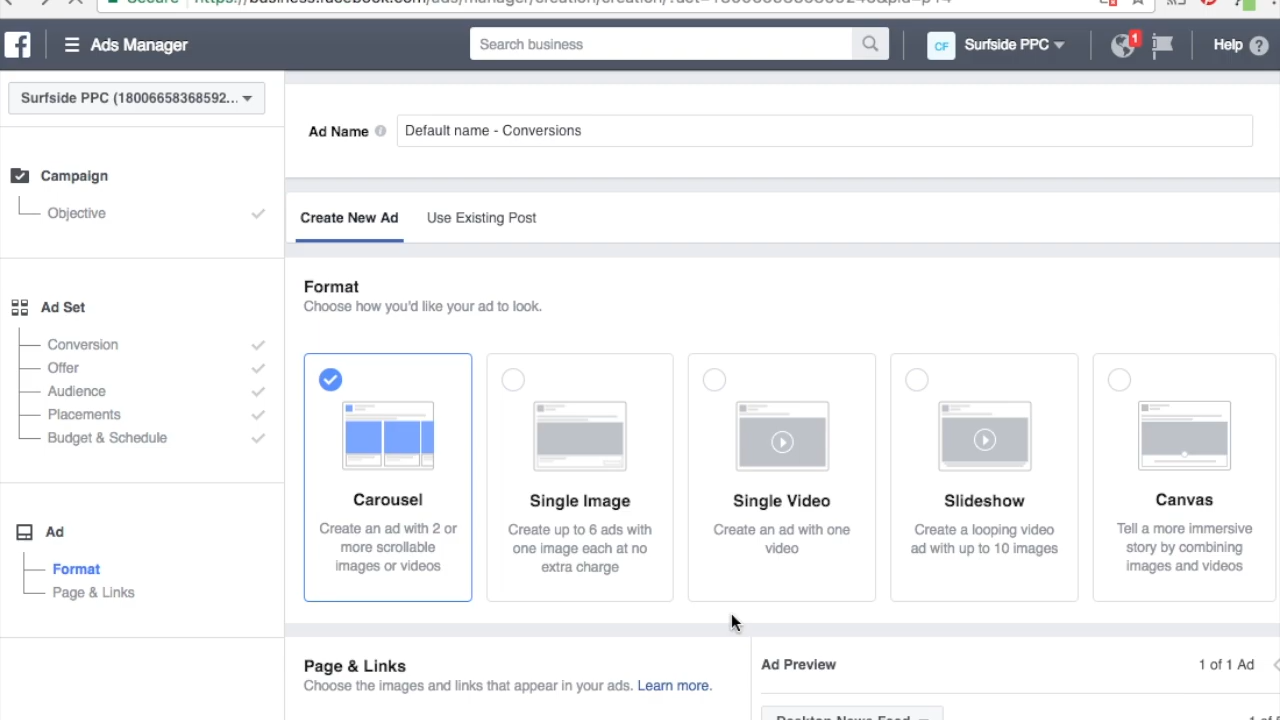 Secure
Ads Manager
Search business
CF
Surfside PPC
1
Help
Surfside PPC (18006658368592...
Ad Name
Default name - Conversions
Campaign
Objective
Create New Ad
Use Existing Post
Format
Choose how you'd like your ad to look.
Ad Set
Conversion
Offer
Audience
Placements
Budget & Schedule
Carousel
Create an ad with 2 or
more scrollable
images or videos
Single Image
Create up to 6 ads with
one image each at no
extra charge
Single Video
Create an ad with one
video
Slideshow
Create a looping video
ad with up to 10 images
Canvas
Tell a more immersive
story by combining
images and videos
Ad
Format
Page & Links
Page & Links
Choose the images and links that appear in your ads. Learn more.
Ad Preview
1 of 1 Ad
Desktop News Feed